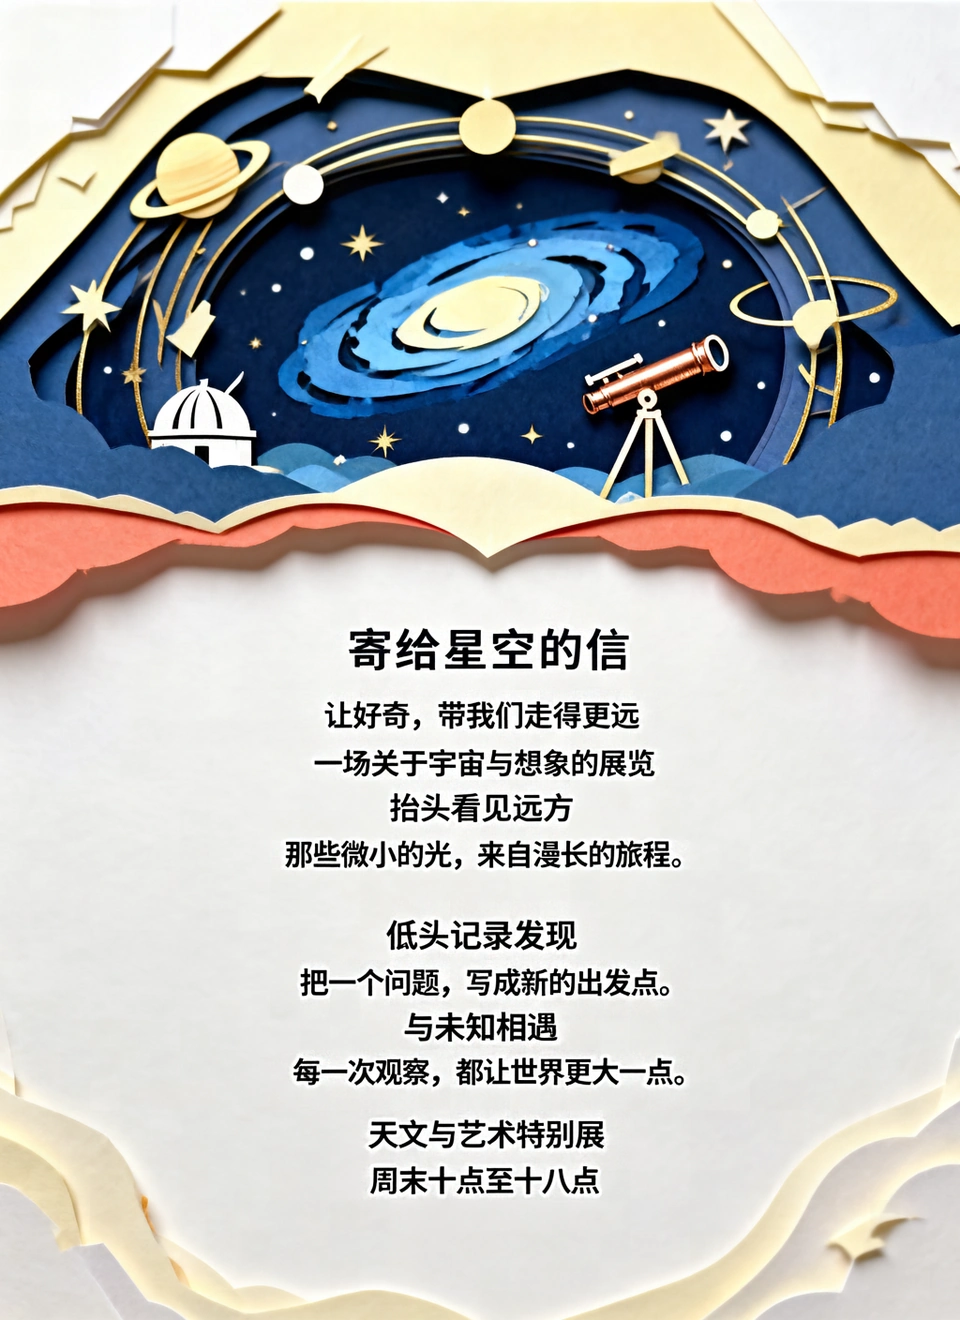 寄给星空的信
让好奇，带我们走得更远
一场关于宇宙与想象的展览
抬头看见远方
那些微小的光，来自漫长的旅程。
低头记录发现
把一个问题，写成新的出发点。
与未知相遇
每一次观察，都让世界更大一点。
天文与艺术特别展
周末十点至十八点